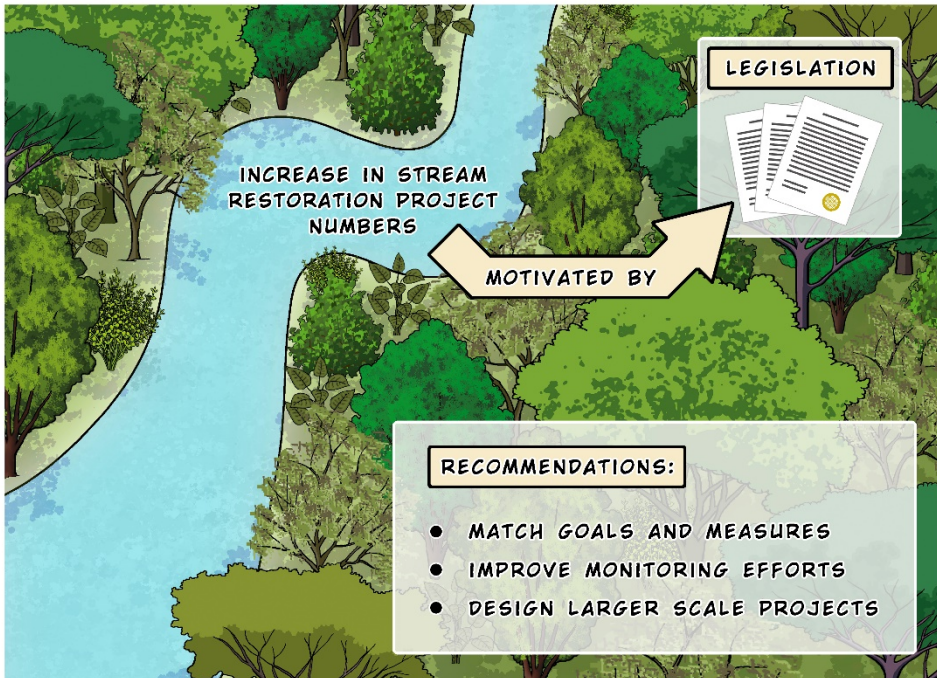 LEGISLATION
INCREASE IN STREAM
RESTORATION PROJECT
NUMBERS
MOTIVATED BY
RECOMMENDATIONS:
• MATCH GOALS AND MEASURES
• IMPROVE MONITORING EFFORTS
• DESIGN LARGER SCALE PROJECTS